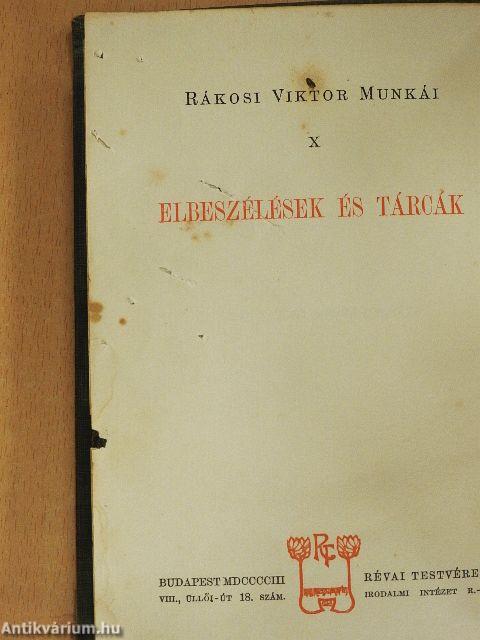 RÁKOSI VIKTOR MUNKÁI
X
ELBESZÉLÉSEK ÉS TÁRCÁK
BUDAPEST MDCCCCIII
VIII., ÜLLŐI-ÚT 18. SZÁM.
RÉVAI TESTVÉRE
IRODALMI INTÉZET R.-
Antikvárium.hu